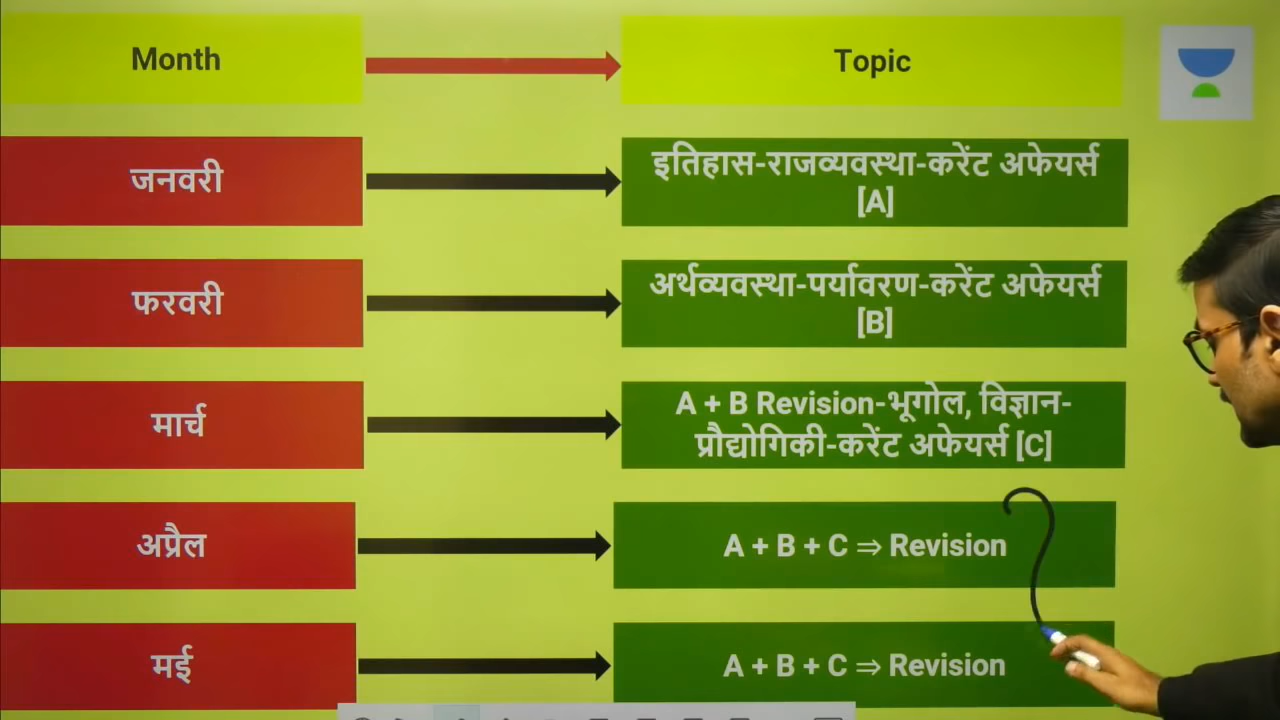 Month
Topic
जनवरी
इतिहास-राजव्यवस्था-करेंट अफेयर्स
[A]
फरवरी
अर्थव्यवस्था-पर्यावरण-करेंट अफेयर्स
[B]
मार्च
A + B Revision-भूगोल, विज्ञान-
प्रौद्योगिकी-करेंट अफेयर्स [C]
अप्रैल
A + B + C ⇒ Revision
मई
A + B + C ⇒ Revision